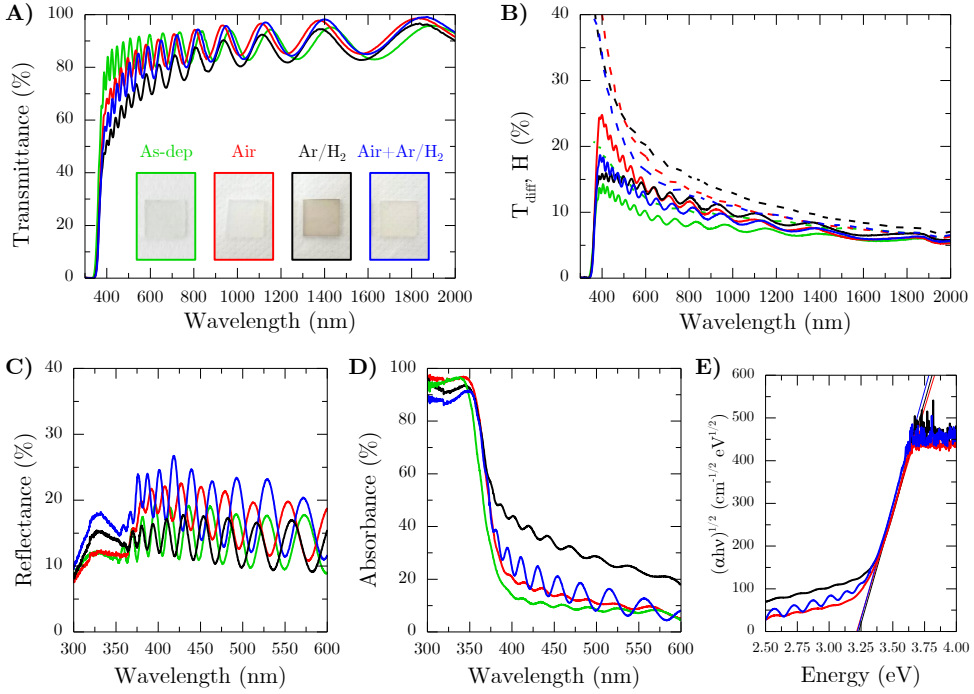 A)
Transmittance (%)
100
80
60
40
20
0
As-dep
Air
Ar/H₂
Air+Ar/H₂
400 600 800 1000 1200 1400 1600 1800 2000
Wavelength (nm)
B)
T_diff, H (%)
40
30
20
10
0
400 600 800 1000 1200 1400 1600 1800 2000
Wavelength (nm)
C)
Reflectance (%)
40
30
20
10
0
300 350 400 450 500 550 600
Wavelength (nm)
D)
Absorbance (%)
100
80
60
40
20
0
300 350 400 450 500 550 600
Wavelength (nm)
E)
(αhν)^1/2 (cm^-1/2 eV^1/2)
600
500
400
300
200
100
0
2.50 2.75 3.00 3.25 3.50 3.75 4.00
Energy (eV)